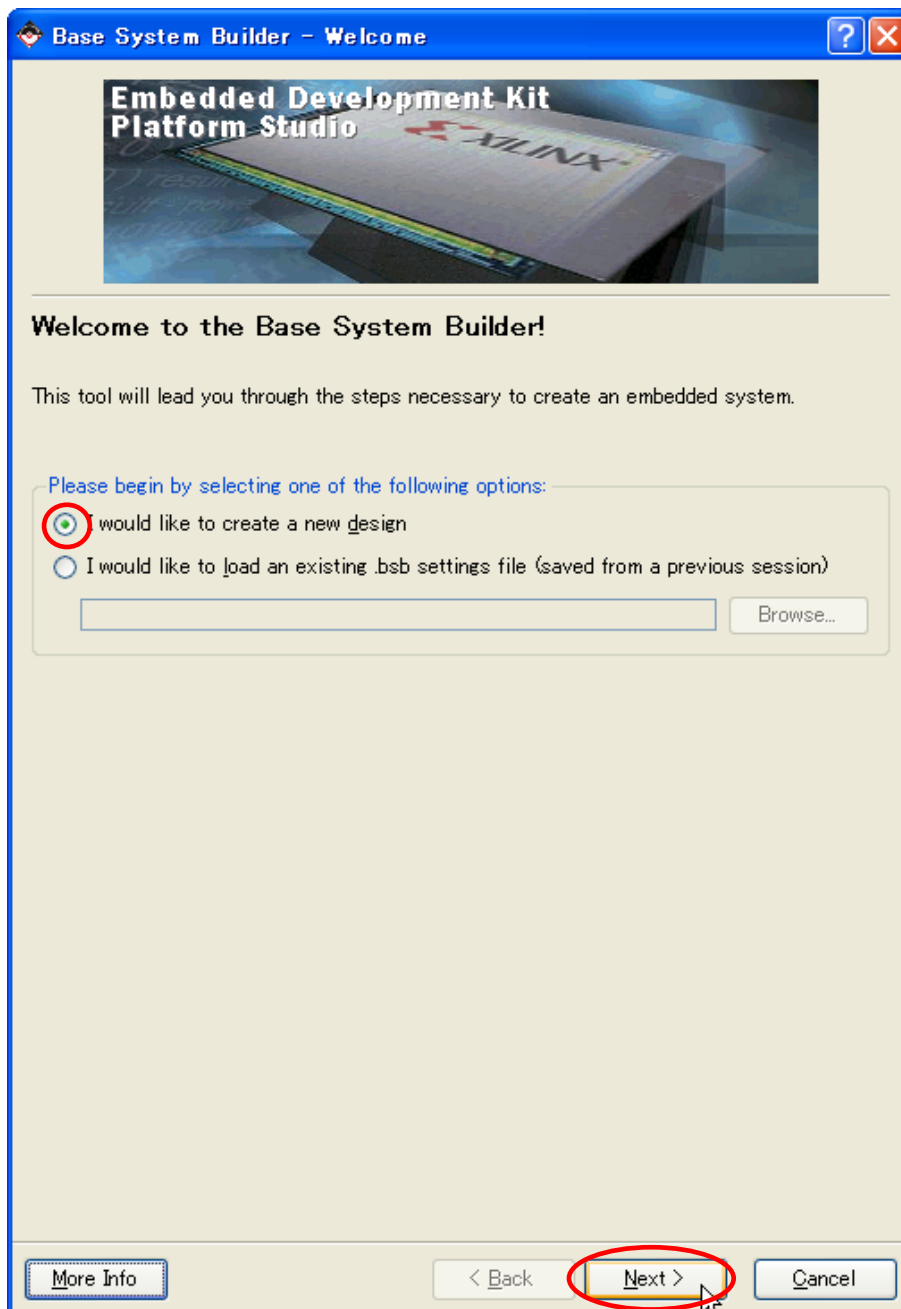 Base System Builder - Welcome
Embedded Development Kit
Platform Studio
XILINX
Welcome to the Base System Builder!
This tool will lead you through the steps necessary to create an embedded system.
Please begin by selecting one of the following options:
I would like to create a new design
I would like to load an existing .bsb settings file (saved from a previous session)
Browse...
More Info
< Back
Next >
Cancel